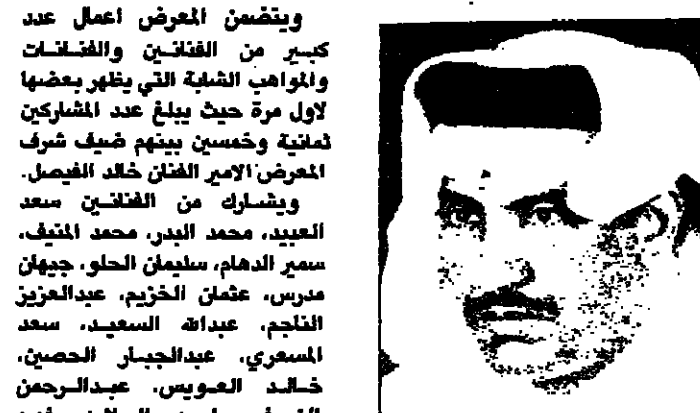 ويتضمن المعرض اعمال عدد
كبير من الفنانين والفنانات
والمواهب الشابة التي يظهر بعضها
لاول مرة حيث يبلغ عدد المشاركين
ثمانية وخمسين بينهم ضيف شرف
المعرض الامير الفنان خالد الفيصل.
ويشارك من الفنانين سعد
العبيد، محمد البدر، محمد المنيف،
سمير الدهام، سليمان الحلو، جيهان
مدرس، عثمان الخزيم، عبدالعزيز
الناجم، عبدالله السعيد، سعد
المسعري، عبدالجبار الحصين،
خالد العويس، عبدالرحمن